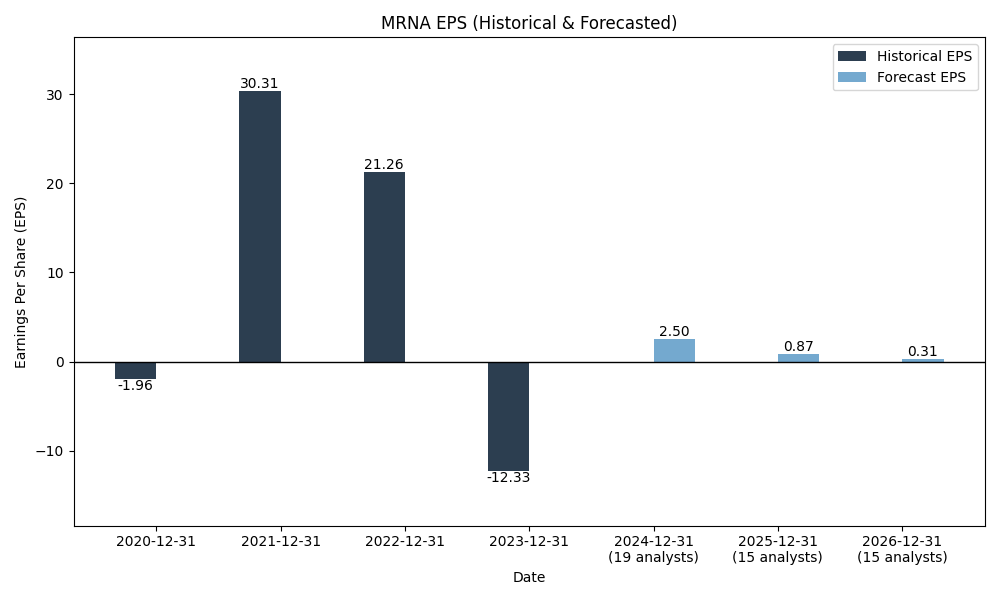 MRNA EPS (Historical & Forecasted)
Historical EPS
Forecast EPS
Earnings Per Share (EPS)
30
20
10
0
−10
-1.96
30.31
21.26
-12.33
2.50
0.87
0.31
2020-12-31
2021-12-31
2022-12-31
2023-12-31
2024-12-31
(19 analysts)
2025-12-31
(15 analysts)
2026-12-31
(15 analysts)
Date